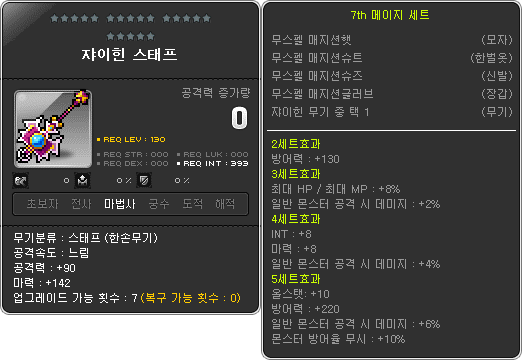 쟈이힌 스태프
공격력 증가량
0
REQ LEV : 130
REQ STR : 000
REQ LUK : 000
REQ DEX : 000
REQ INT : 393
0
0 %
0 %
초보자 전사 마법사 궁수 도적 해적
무기분류 : 스태프 (한손무기)
공격속도 : 느림
공격력 : +90
마력 : +142
업그레이드 가능 횟수 : 7 (복구 가능 횟수 : 0)
7th 메이지 세트
무스펠 매지션햇 (모자)
무스펠 매지션슈트 (한벌옷)
무스펠 매지션슈즈 (신발)
무스펠 매지션글러브 (장갑)
쟈이힌 무기 중 택 1 (무기)
2세트효과
방어력 : +130
3세트효과
최대 HP / 최대 MP : +8%
일반 몬스터 공격 시 데미지 : +2%
4세트효과
INT : +8
마력 : +8
일반 몬스터 공격 시 데미지 : +4%
5세트효과
올스탯: +10
방어력 : +220
일반 몬스터 공격 시 데미지 : +6%
몬스터 방어율 무시 : +10%